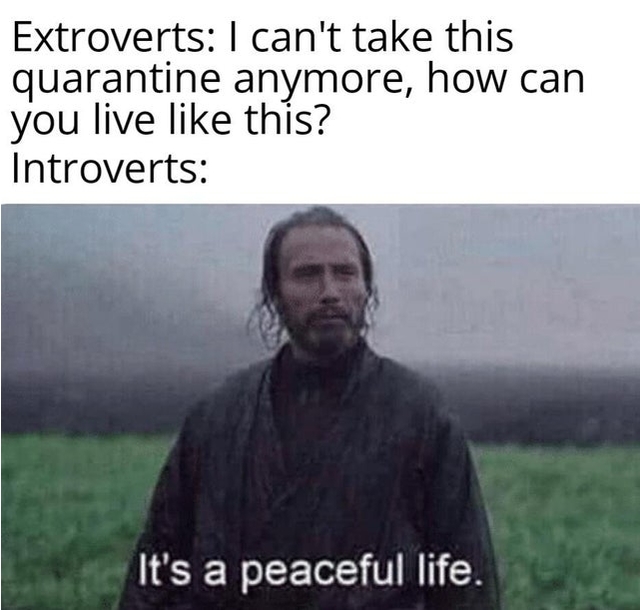 Extroverts: I can't take this
quarantine anymore, how can
you live like this?
Introverts:
It's a peaceful life.